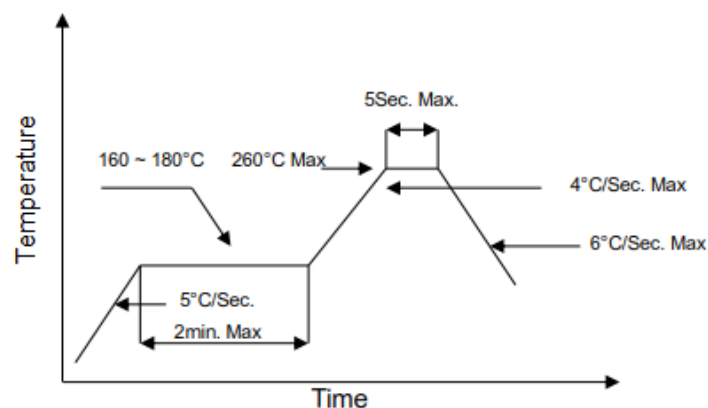 5Sec. Max.
160 ~ 180°C
260°C Max
4°C/Sec. Max
6°C/Sec. Max
5°C/Sec.
2min. Max
Temperature
Time